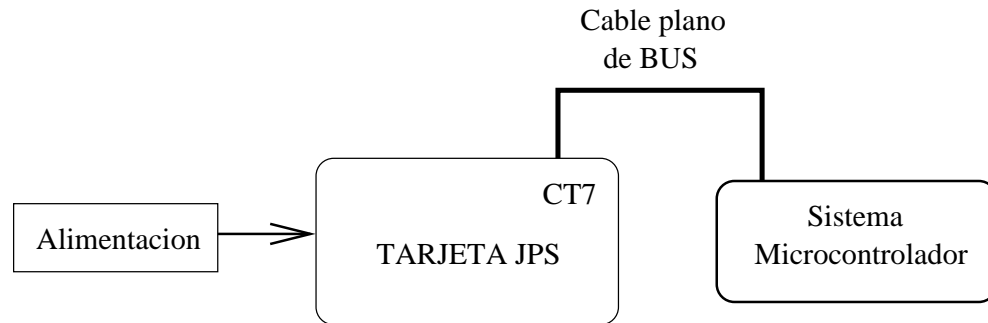 Cable plano
de BUS
CT7
Alimentacion
TARJETA JPS
Sistema
Microcontrolador